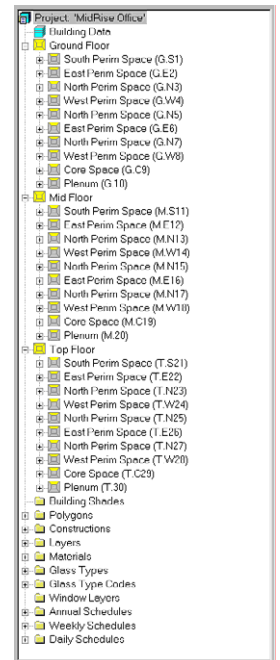 Project: 'MidRise Office'
Building Data
Ground Floor
South Perim Space (G.S1)
East Perim Space (G.E2)
North Perim Space (G.N3)
West Perim Space (G.W4)
North Perim Space (G.N5)
East Perim Space (G.E6)
North Perim Space (G.N7)
West Perim Space (G.W8)
Core Space (G.C9)
Plenum (G.10)
Mid Floor
South Perim Space (M.S11)
East Perim Space (M.E12)
North Perim Space (M.N13)
West Perim Space (M.W14)
North Perim Space (M.N15)
East Perim Space (M.E16)
North Perim Space (M.N17)
West Perim Space (M.W18)
Core Space (M.C19)
Plenum (M.20)
Top Floor
South Perim Space (T.S21)
East Perim Space (T.E22)
North Perim Space (T.N23)
West Perim Space (T.W24)
North Perim Space (T.N25)
East Perim Space (T.E26)
North Perim Space (T.N27)
West Perim Space (T.W28)
Core Space (T.C29)
Plenum (T.30)
Building Shades
Polygons
Constructions
Layers
Materials
Glass Types
Glass Type Codes
Window Layers
Annual Schedules
Weekly Schedules
Daily Schedules